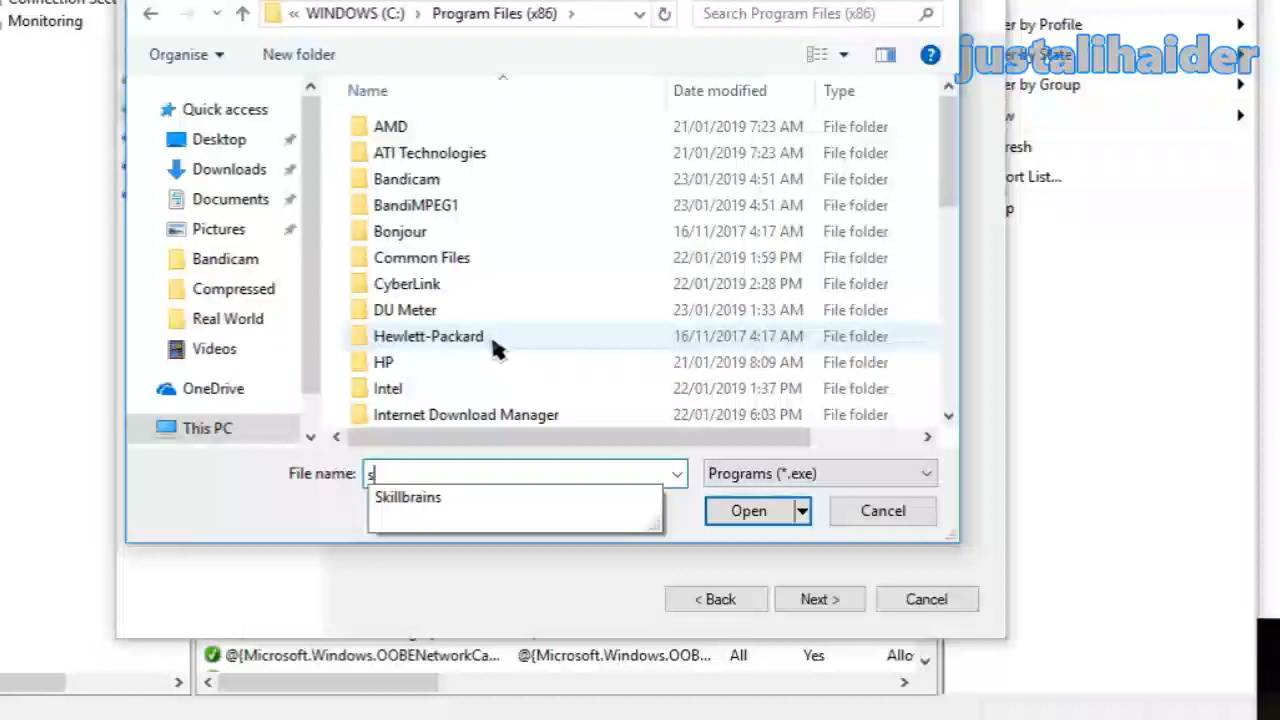 Connection Sec
Monitoring
« WINDOWS (C:) > Program Files (x86) >
Search Program Files (x86)
Organise
New folder
?
Name
Date modified
Type
Quick access
Desktop
Downloads
Documents
Pictures
Bandicam
Compressed
Real World
Videos
OneDrive
This PC
AMD 21/01/2019 7:23 AM File folder
ATI Technologies 21/01/2019 7:23 AM File folder
Bandicam 23/01/2019 4:51 AM File folder
BandiMPEG1 23/01/2019 4:51 AM File folder
Bonjour 16/11/2017 4:17 AM File folder
Common Files 22/01/2019 1:59 PM File folder
CyberLink 22/01/2019 2:28 PM File folder
DU Meter 23/01/2019 1:33 AM File folder
Hewlett-Packard 16/11/2017 4:17 AM File folder
HP 21/01/2019 8:09 AM File folder
Intel 22/01/2019 1:37 PM File folder
Internet Download Manager 22/01/2019 6:03 PM File folder
File name: s
Programs (*.exe)
Skillbrains
Open
Cancel
< Back
Next >
Cancel
@{Microsoft.Windows.OOBENetworkCa... @{Microsoft.Windows.OOB... All Yes Allo
er by Profile
er by State
justalihaider
er by Group
w
resh
ort List...
p